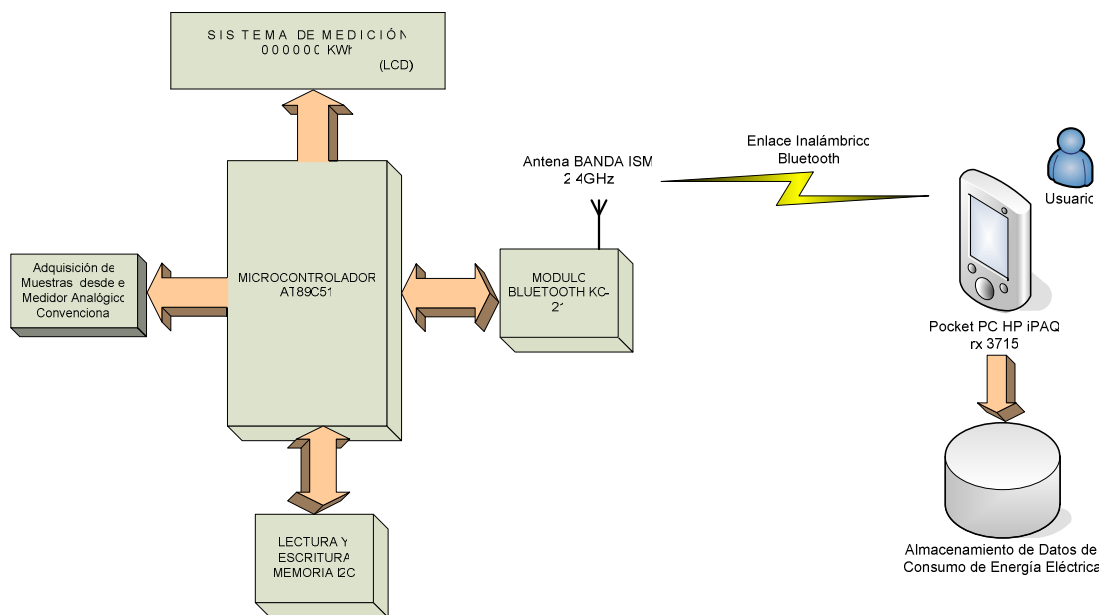 SISTEMA DE MEDICIÓN
000000 KWh
(LCD)
Antena BANDA ISM
2.4GHz
Enlace Inalámbrico
Bluetooth
Usuario
Adquisición de
Muestras desde el
Medidor Analógico
Convencional
MICROCONTROLADOR
AT89C51
MODULO
BLUETOOTH KC-
21
Pocket PC HP iPAQ
rx 3715
LECTURA Y
ESCRITURA
MEMORIA I2C
Almacenamiento de Datos de
Consumo de Energía Eléctrica